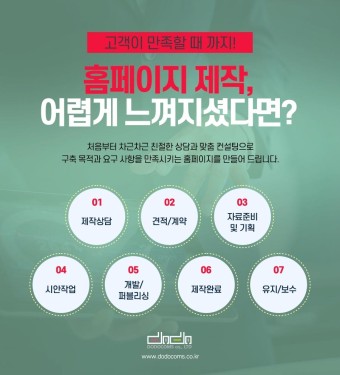 고객이 만족할 때 까지!
홈페이지 제작,
어렵게 느껴지셨다면?
처음부터 차근차근 친절한 상담과 맞춤 컨설팅으로
구축 목적과 요구 사항을 만족시키는 홈페이지를 만들어 드립니다.
01
제작상담
02
견적/계약
03
자료준비
및 기획
04
시안작업
05
개발/
퍼블리싱
06
제작완료
07
유지/보수
dodo
DODOCOMS co., LTD
www.dodocoms.co.kr